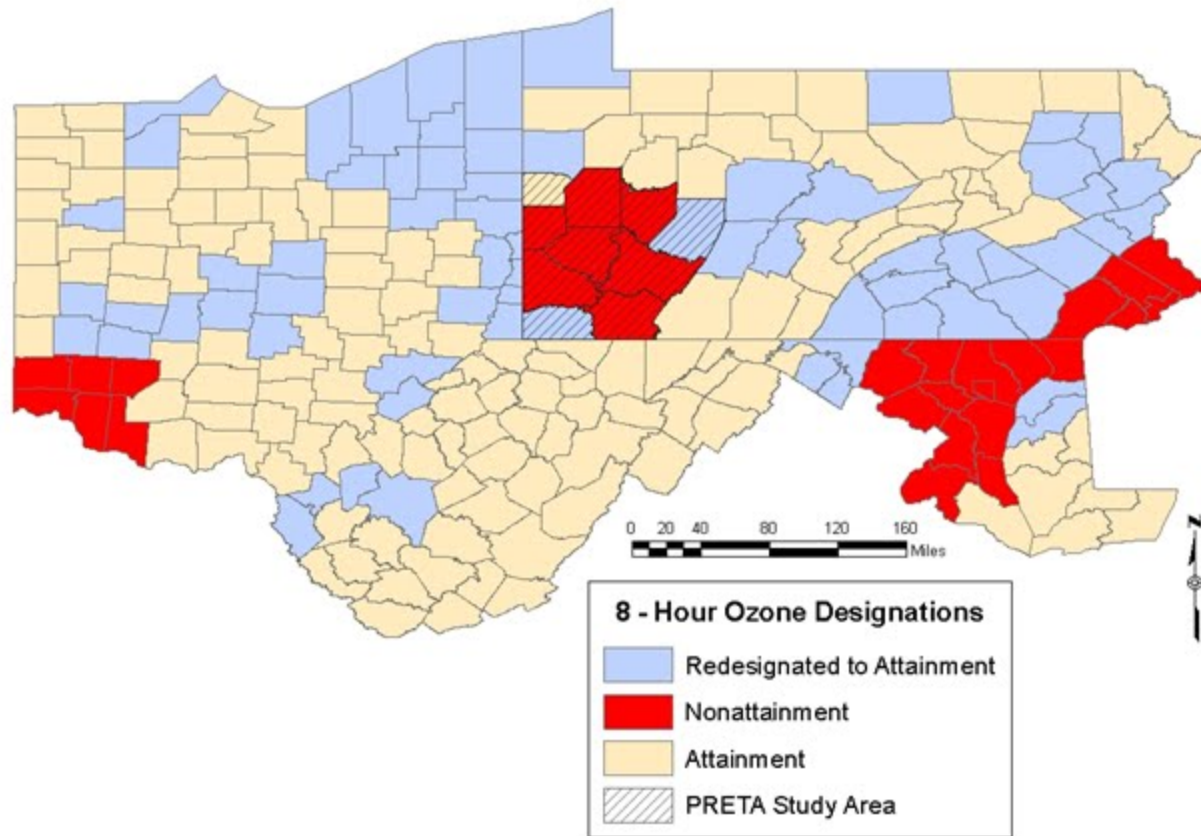 0 20 40 80 120 160
Miles
N
8 - Hour Ozone Designations
Redesignated to Attainment
Nonattainment
Attainment
PRETA Study Area